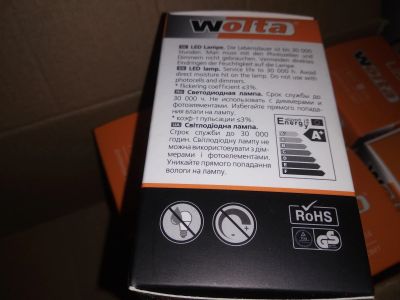 wolta
DE LED Lampe. Die Lebensdauer ist bis 30 000
Stunden. Man muss mit den Photozellen und
Dimmern nicht gebrauchen. Vermeiden direktes
Eindringen der Feuchtigkeit auf die Lampe.
LED lamp. Service life to 30 000 h. Avoid
direct moisture hit on the lamp. Do not use with
photocells and dimmers.
* flickering coefficient ≤3%.
RU Светодиодная лампа. Срок службы до
30 000 ч. Не использовать с диммерами и
фотоэлементами. Избегайте прямого попада-
ния влаги на лампу.
* коэф-т пульсации ≤3%.
UA Світлодіодна лампа.
Строк служби до 30 000
годин. Світлодіодну лампу не
можна використовувати з дім-
мерами і фотоелементами.
Уникайте прямого попадання
вологи на лампу.
Energy
A+
RoHS
GS